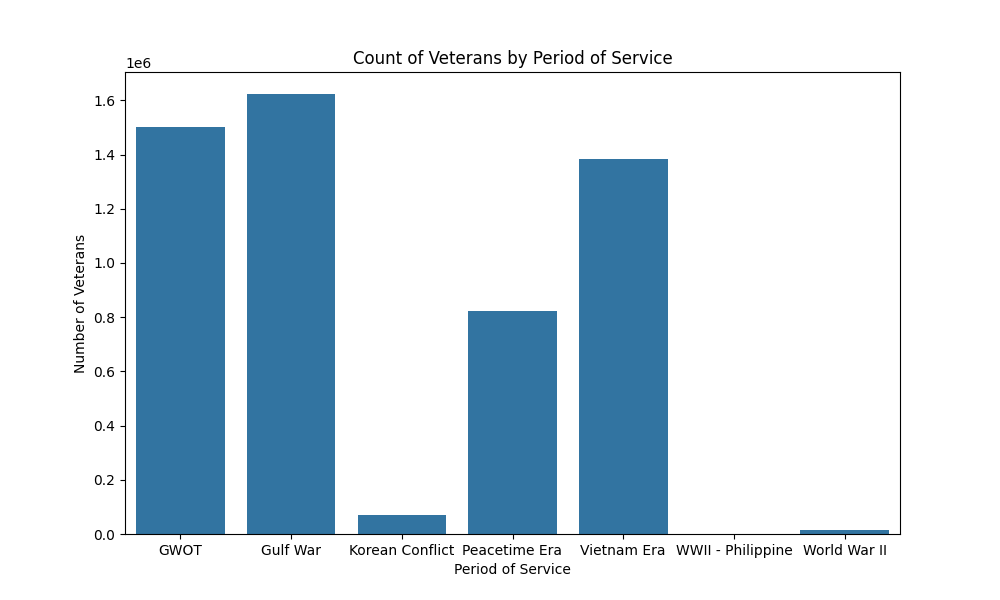 Count of Veterans by Period of Service
1e6
1.6
1.4
1.2
1.0
0.8
0.6
0.4
0.2
0.0
Number of Veterans
GWOT Gulf War Korean Conflict Peacetime Era Vietnam Era WWII - Philippine World War II
Period of Service